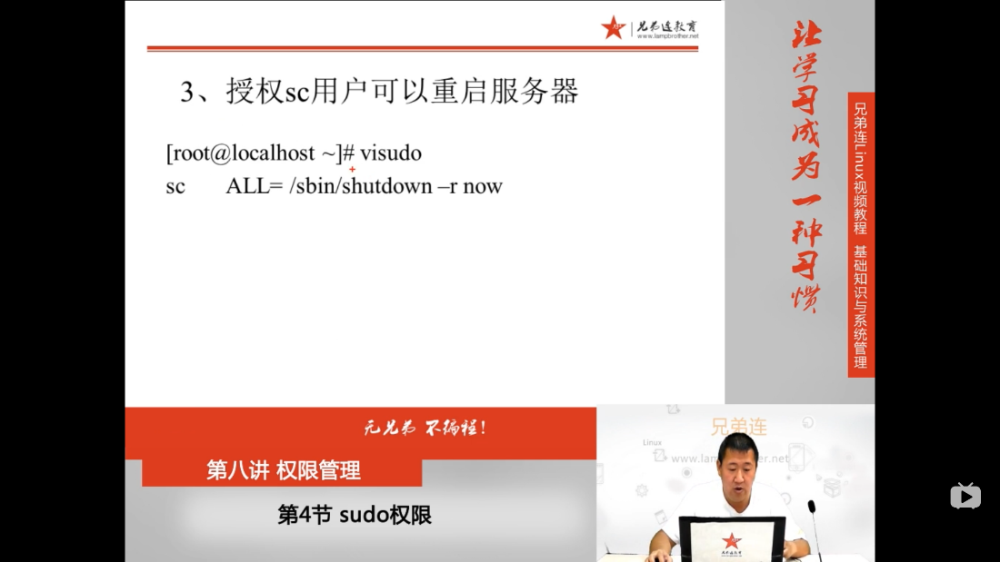 兄弟连教育
www.lampbrother.net
3、授权sc用户可以重启服务器
[root@localhost ~]# visudo
sc ALL= /sbin/shutdown –r now
让学习成为一种习惯
兄弟连Linux视频教程 基础知识与系统管理
无兄弟 不编程!
第八讲 权限管理
第4节 sudo权限
兄弟连
Linux